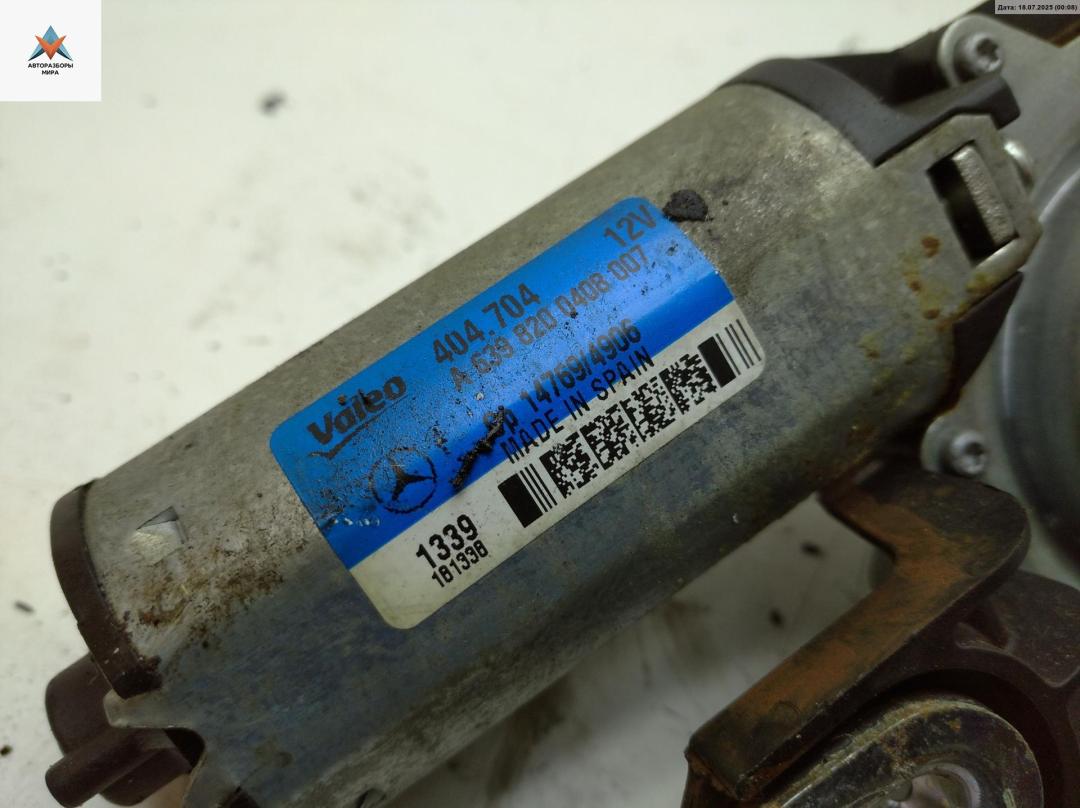 Дата: 18.07.2025 (00:08)
АВТОРАЗБОРЫ
МИРА
12V
404.704
A 639 820 0408 007
Valeo
Sp 14769/4906
MADE IN SPAIN
1339
181338